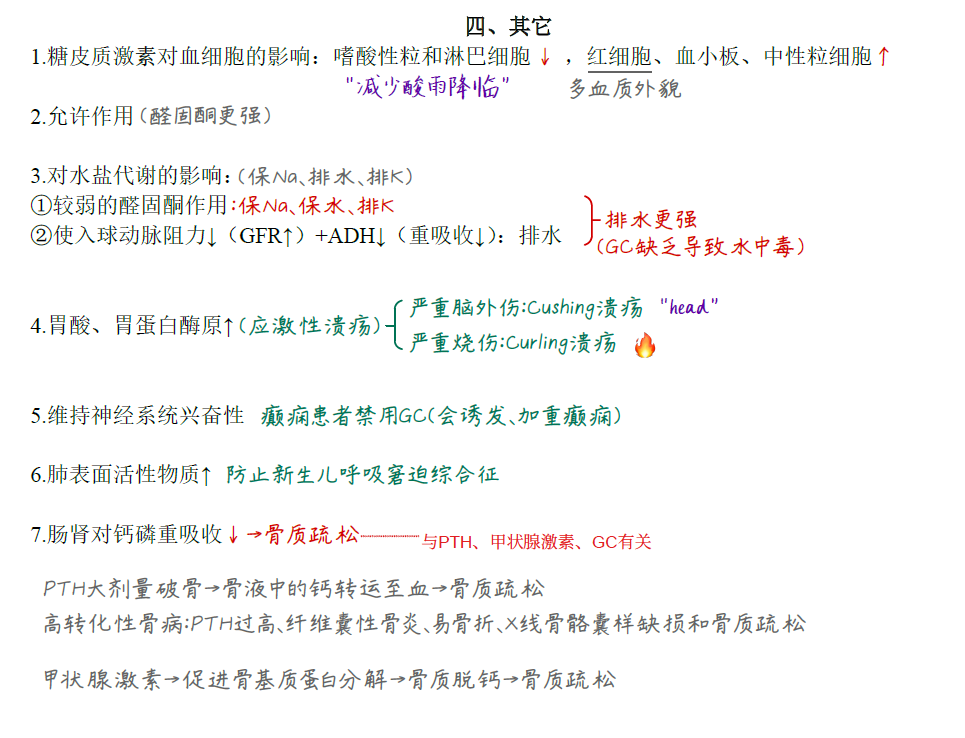 四、其它
1.糖皮质激素对血细胞的影响：嗜酸性粒和淋巴细胞↓，红细胞、血小板、中性粒细胞↑
"减少酸雨降临" 多血质外貌
2.允许作用(醛固酮更强)
3.对水盐代谢的影响:(保Na、排水、排K)
①较弱的醛固酮作用:保Na、保水、排K
②使入球动脉阻力↓（GFR↑）+ADH↓（重吸收↓）：排水
排水更强
(GC缺乏导致水中毒)
4.胃酸、胃蛋白酶原↑(应激性溃疡)
严重脑外伤:Cushing溃疡 "head"
严重烧伤:Curling溃疡 🔥
5.维持神经系统兴奋性 癫痫患者禁用GC(会诱发、加重癫痫)
6.肺表面活性物质↑ 防止新生儿呼吸窘迫综合征
7.肠肾对钙磷重吸收↓→骨质疏松 与PTH、甲状腺激素、GC有关
PTH大剂量破骨→骨液中的钙转运至血→骨质疏松
高转化性骨病:PTH过高、纤维囊性骨炎、易骨折、X线骨骼囊样缺损和骨质疏松
甲状腺激素→促进骨基质蛋白分解→骨质脱钙→骨质疏松